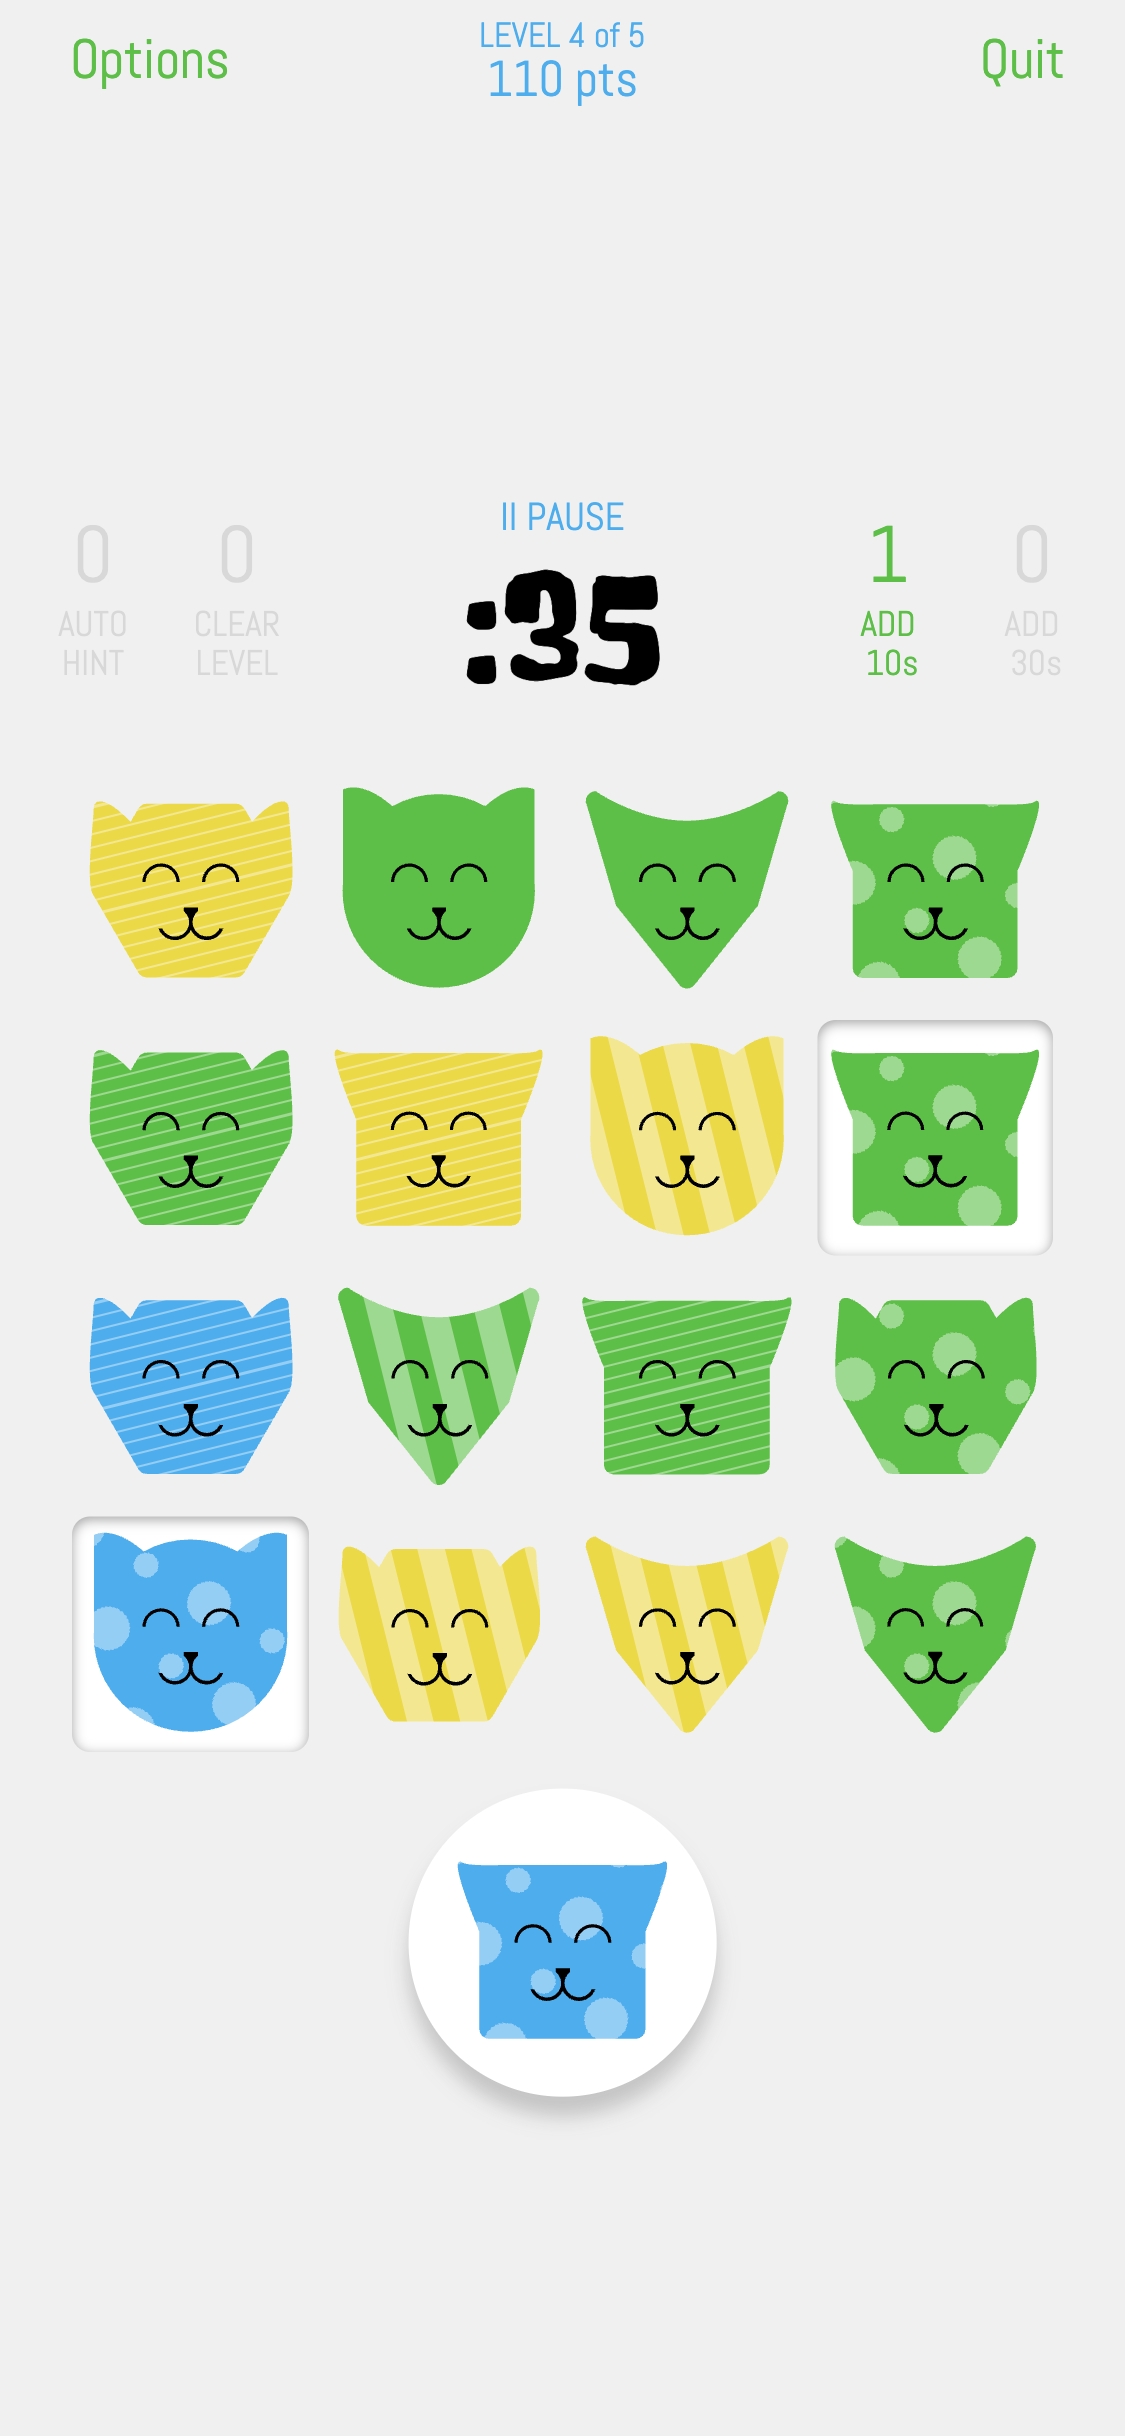 Options
LEVEL 4 of 5
110 pts
Quit
II PAUSE
:35
0
AUTO
HINT
0
CLEAR
LEVEL
1
ADD
10s
0
ADD
30s